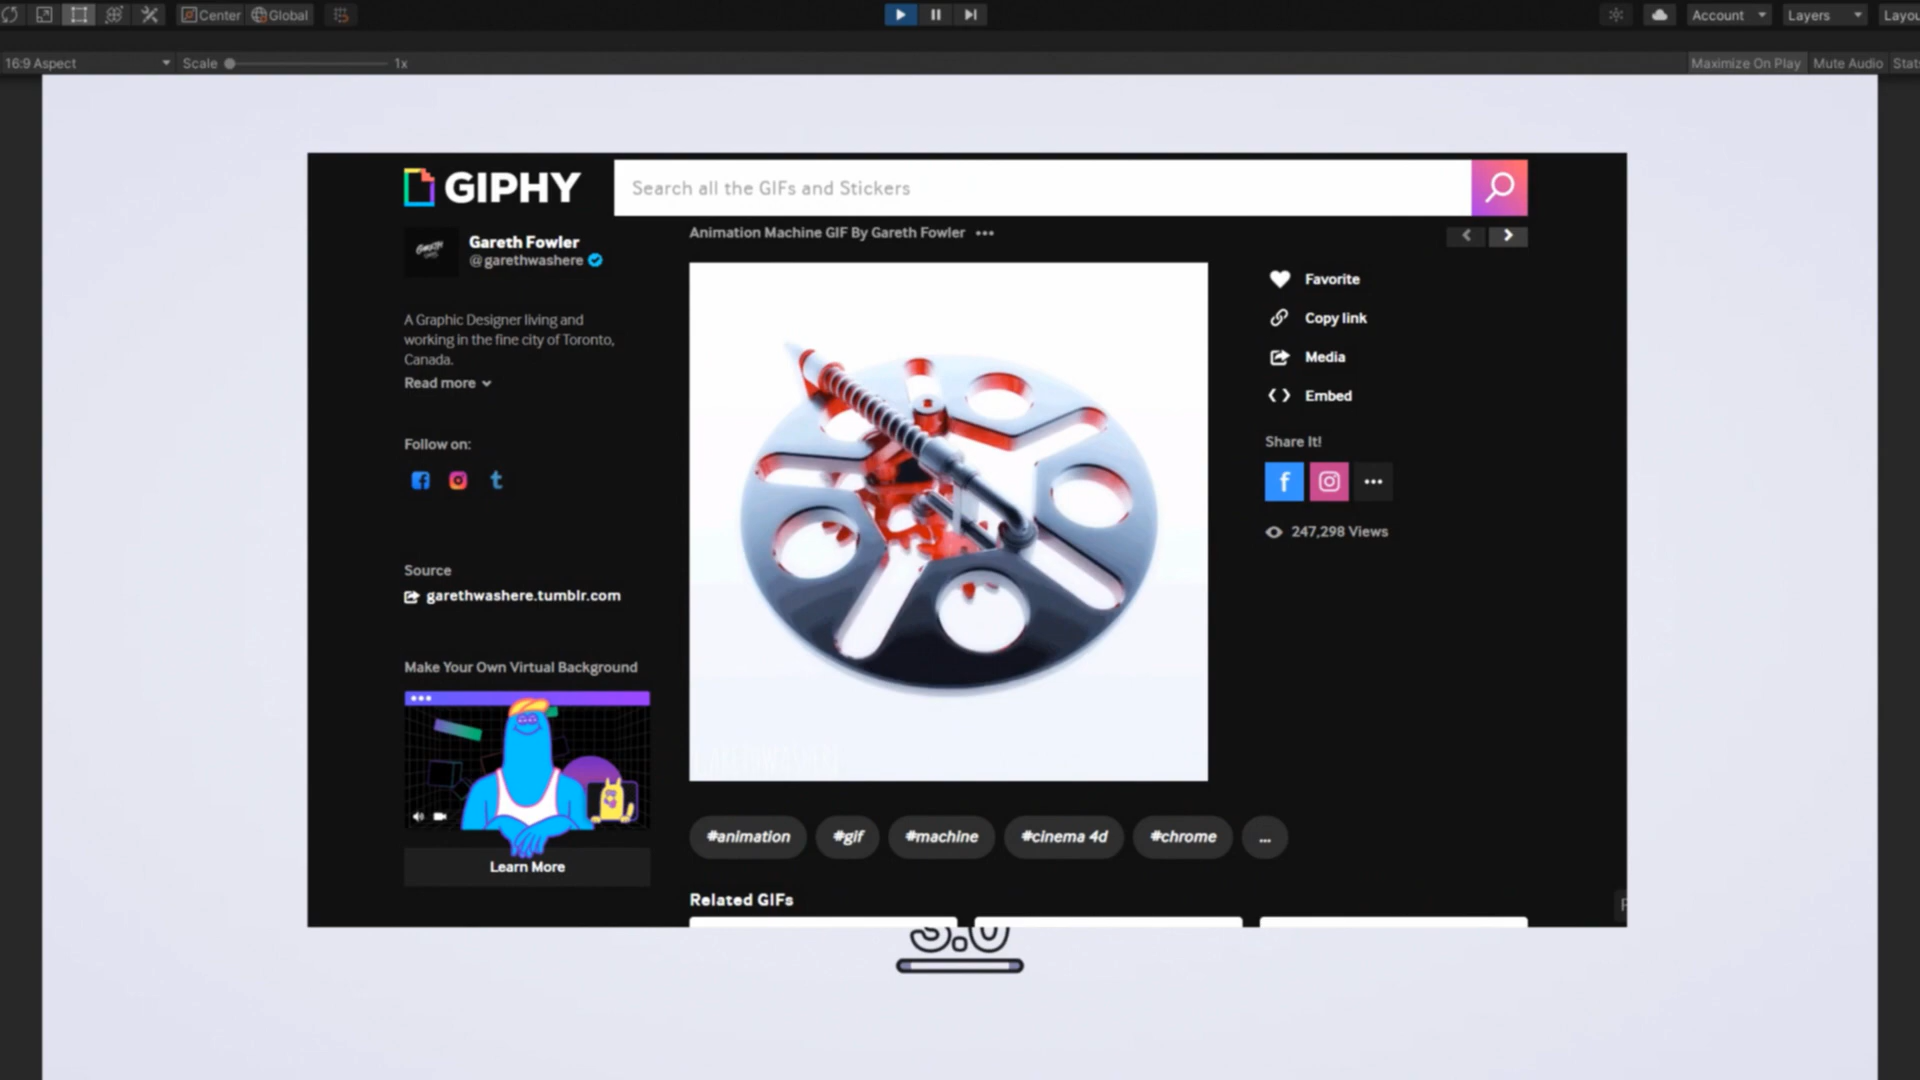 Center Global Account Layers
16:9 Aspect Scale 1x Maximize On Play Mute Audio
GIPHY
Search all the GIFs and Stickers
Gareth Fowler
@garethwashere
Animation Machine GIF By Gareth Fowler •••
A Graphic Designer living and
working in the fine city of Toronto,
Canada.
Read more
Follow on:
Source
garethwashere.tumblr.com
Make Your Own Virtual Background
Learn More
Favorite
Copy link
Media
Embed
Share It!
247,298 Views
#animation #gif #machine #cinema 4d #chrome ...
Related GIFs
3.0